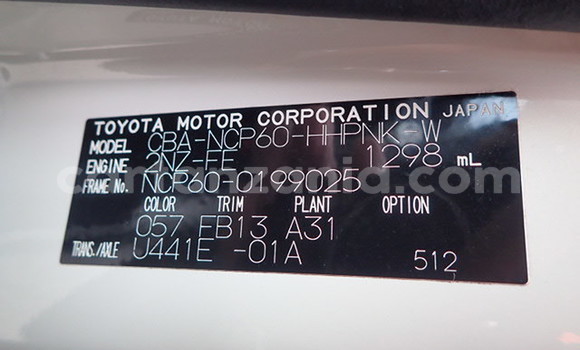 TOYOTA MOTOR CORPORATION JAPAN
MODEL CBA-NCP60-HHPNK-W
ENGINE 2NZ-FE 1298 mL
FRAME No. NCP60-0199025
COLOR TRIM PLANT OPTION
057 EB13 A31
TRANS./AXLE U441E -01A 512